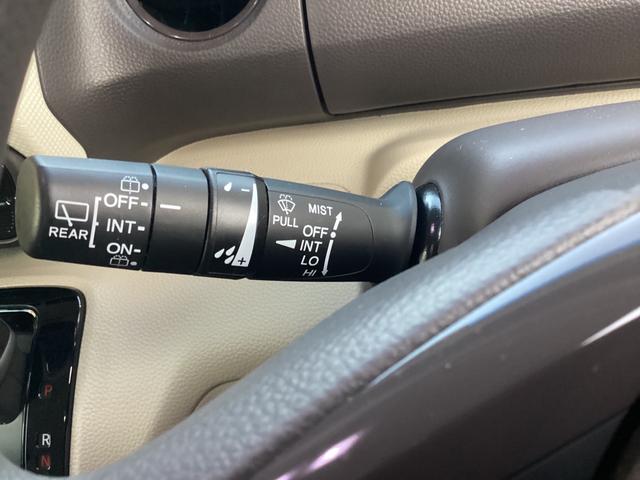 REAR
OFF
INT
ON
-
+
PULL
MIST
OFF
INT
LO
HI
P
R
N